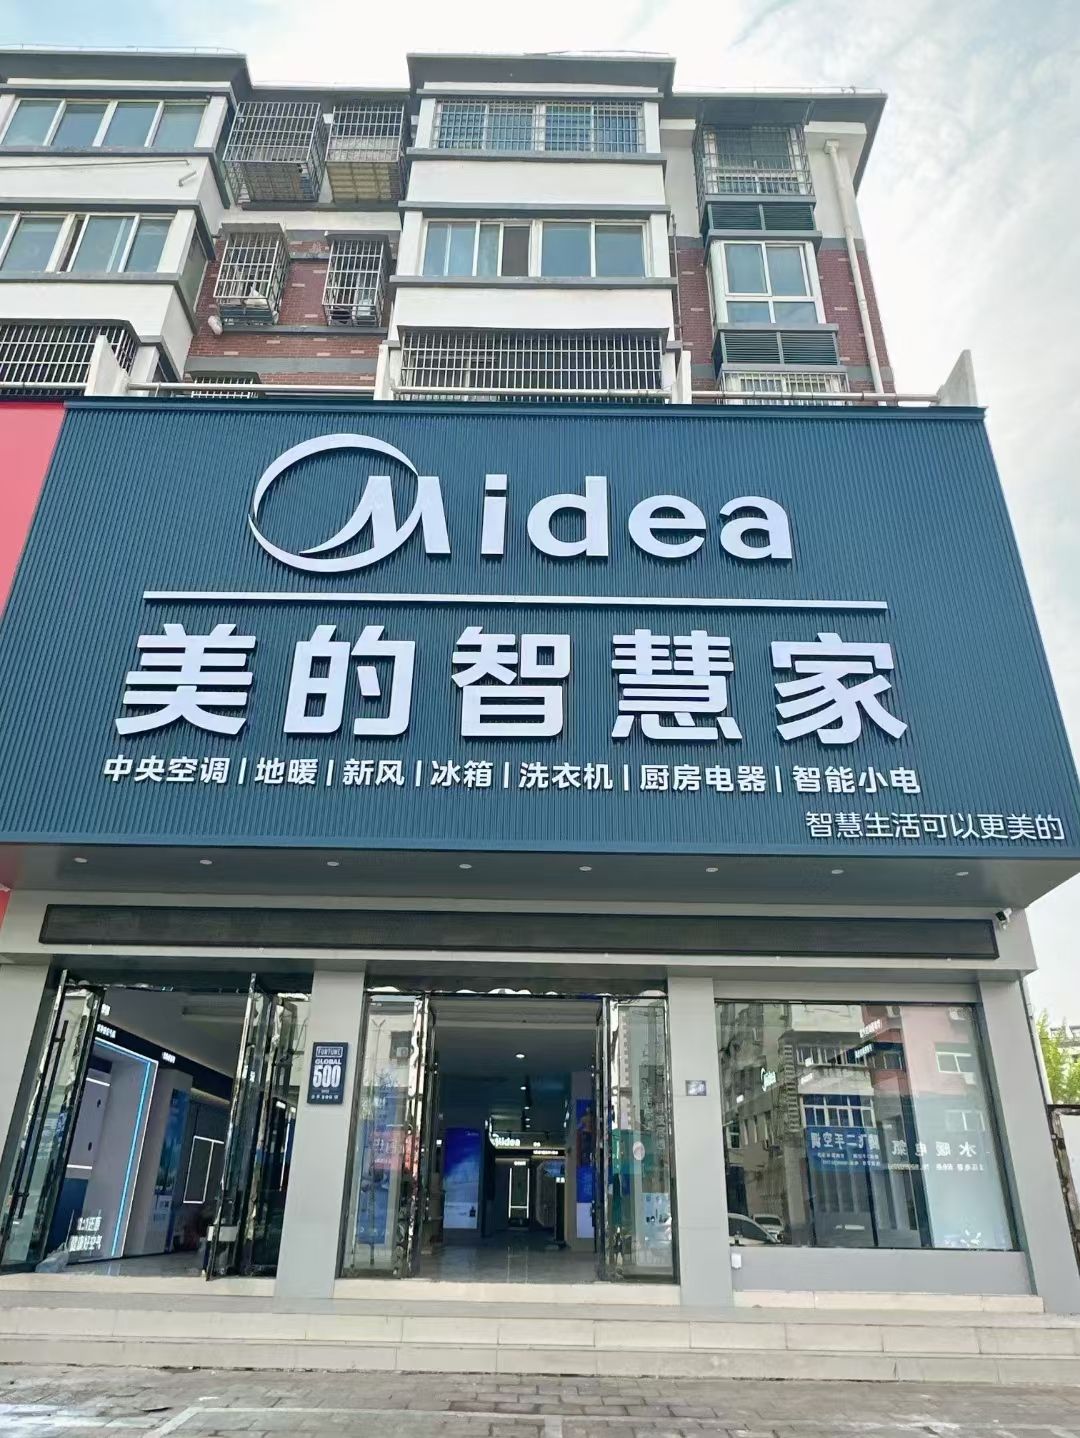 Midea
美的智慧家
中央空调|地暖|新风|冰箱|洗衣机|厨房电器|智能小电
智慧生活可以更美的
FORTUNE
GLOBAL
500
Midea